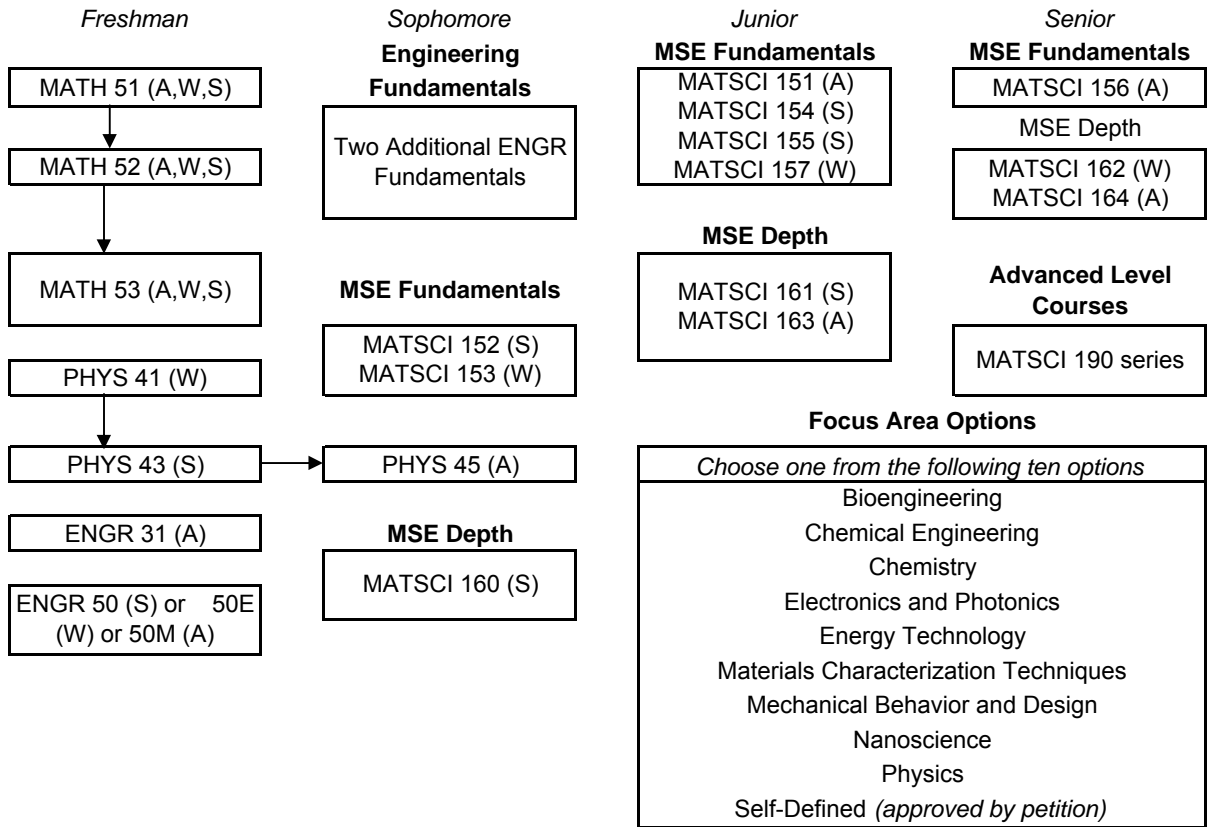 Freshman
MATH 51 (A,W,S)
MATH 52 (A,W,S)
MATH 53 (A,W,S)
PHYS 41 (W)
PHYS 43 (S)
ENGR 31 (A)
ENGR 50 (S) or 50E
(W) or 50M (A)
Sophomore
Engineering
Fundamentals
Two Additional ENGR
Fundamentals
MSE Fundamentals
MATSCI 152 (S)
MATSCI 153 (W)
PHYS 45 (A)
MSE Depth
MATSCI 160 (S)
Junior
MSE Fundamentals
MATSCI 151 (A)
MATSCI 154 (S)
MATSCI 155 (S)
MATSCI 157 (W)
MSE Depth
MATSCI 161 (S)
MATSCI 163 (A)
Senior
MSE Fundamentals
MATSCI 156 (A)
MSE Depth
MATSCI 162 (W)
MATSCI 164 (A)
Advanced Level
Courses
MATSCI 190 series
Focus Area Options
Choose one from the following ten options
Bioengineering
Chemical Engineering
Chemistry
Electronics and Photonics
Energy Technology
Materials Characterization Techniques
Mechanical Behavior and Design
Nanoscience
Physics
Self-Defined (approved by petition)